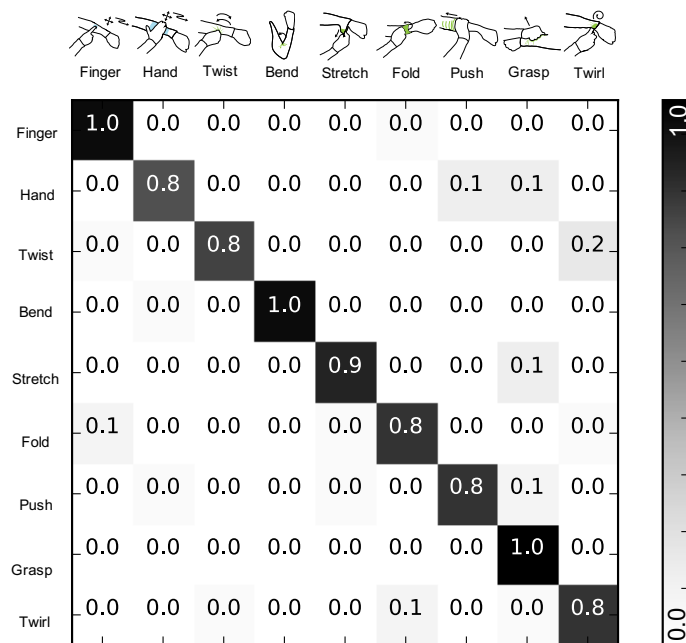 Finger Hand Twist Bend Stretch Fold Push Grasp Twirl
Finger 1.0 0.0 0.0 0.0 0.0 0.0 0.0 0.0 0.0
Hand 0.0 0.8 0.0 0.0 0.0 0.0 0.1 0.1 0.0
Twist 0.0 0.0 0.8 0.0 0.0 0.0 0.0 0.0 0.2
Bend 0.0 0.0 0.0 1.0 0.0 0.0 0.0 0.0 0.0
Stretch 0.0 0.0 0.0 0.0 0.9 0.0 0.0 0.1 0.0
Fold 0.1 0.0 0.0 0.0 0.0 0.8 0.0 0.0 0.0
Push 0.0 0.0 0.0 0.0 0.0 0.0 0.8 0.1 0.0
Grasp 0.0 0.0 0.0 0.0 0.0 0.0 0.0 1.0 0.0
Twirl 0.0 0.0 0.0 0.0 0.0 0.1 0.0 0.0 0.8
1.0
0.0